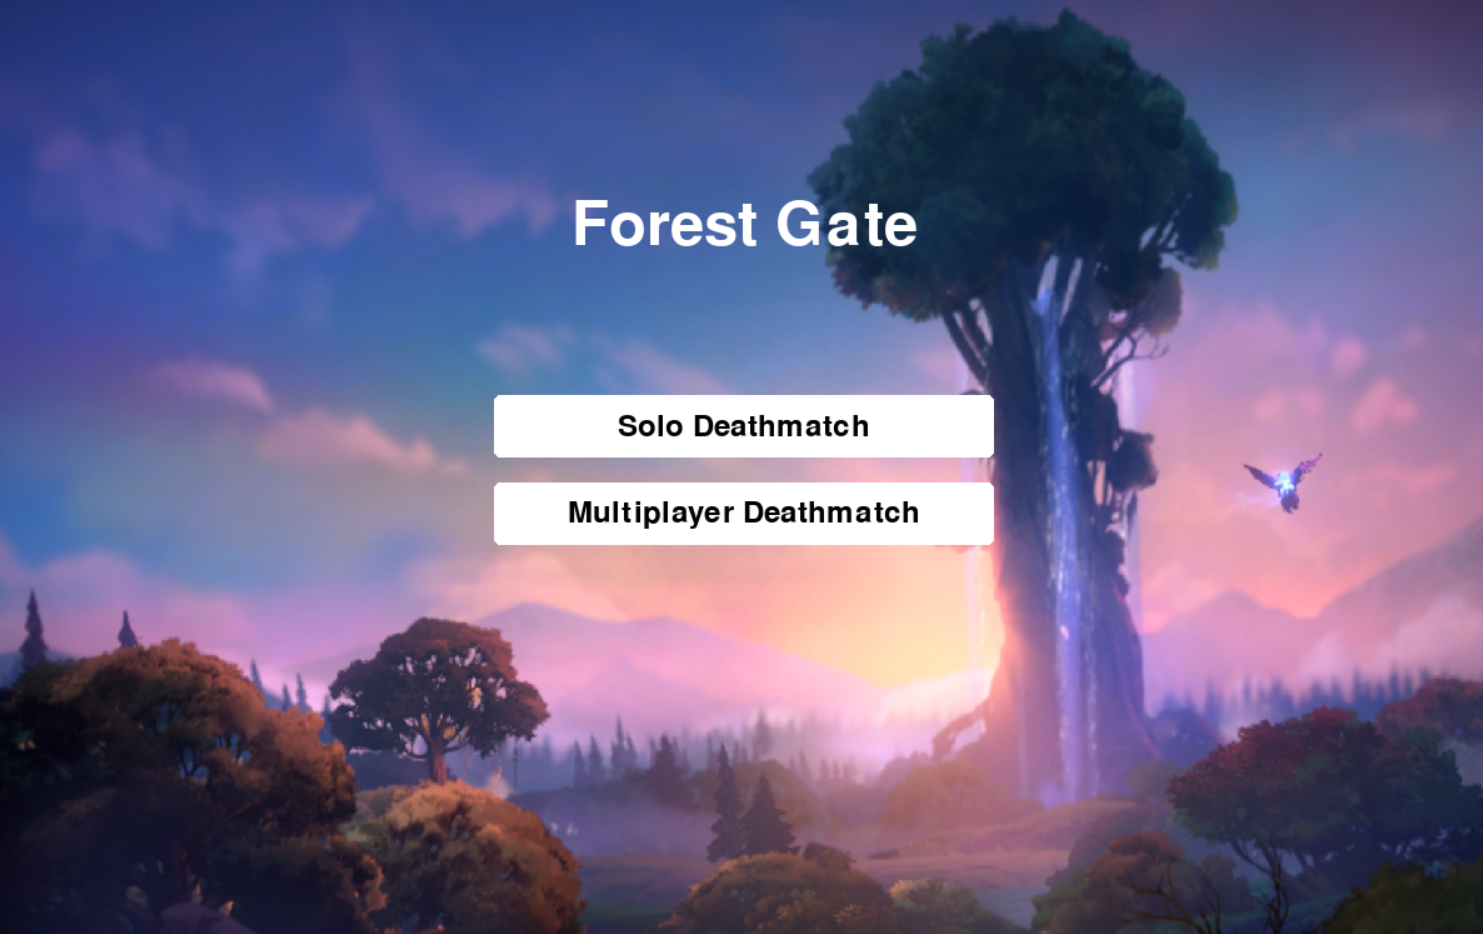 Forest Gate
Solo Deathmatch
Multiplayer Deathmatch